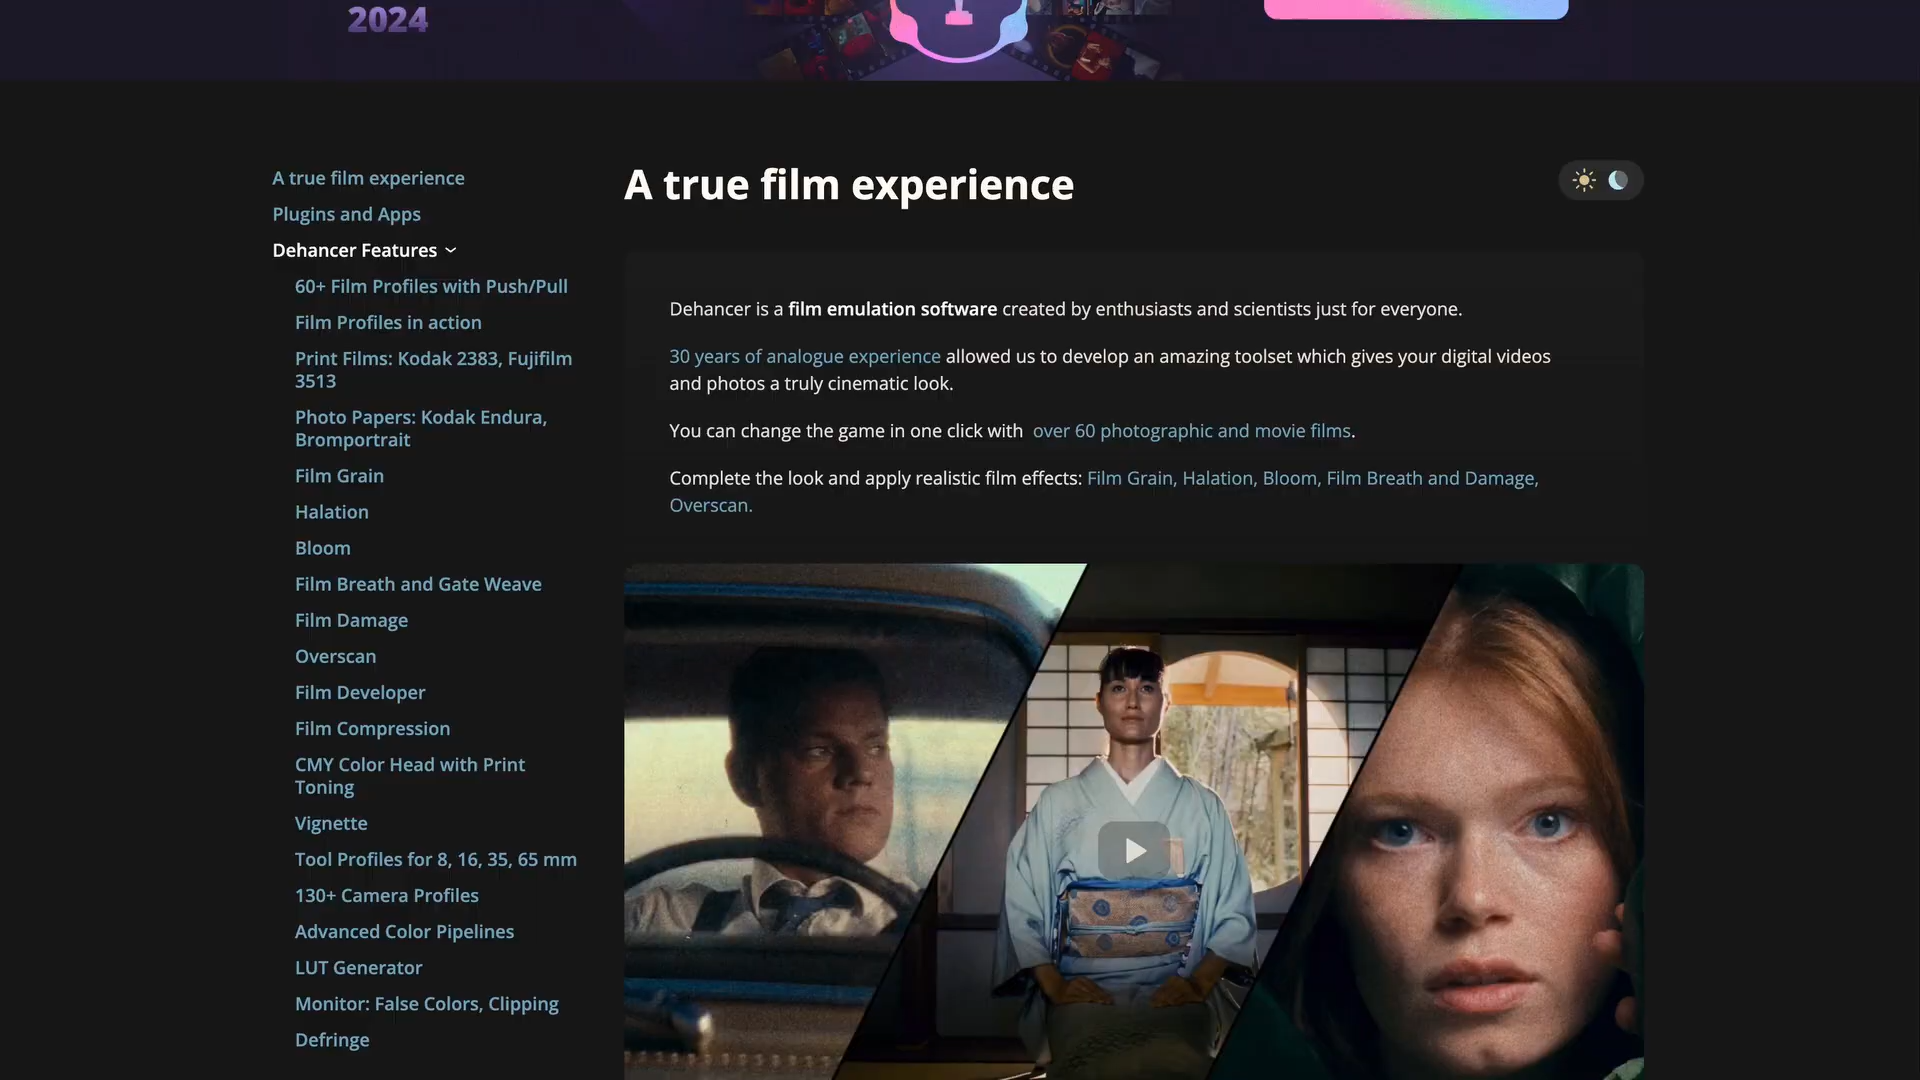 2024
A true film experience
Plugins and Apps
Dehancer Features
60+ Film Profiles with Push/Pull
Film Profiles in action
Print Films: Kodak 2383, Fujifilm
3513
Photo Papers: Kodak Endura,
Bromportrait
Film Grain
Halation
Bloom
Film Breath and Gate Weave
Film Damage
Overscan
Film Developer
Film Compression
CMY Color Head with Print
Toning
Vignette
Tool Profiles for 8, 16, 35, 65 mm
130+ Camera Profiles
Advanced Color Pipelines
LUT Generator
Monitor: False Colors, Clipping
Defringe
A true film experience
Dehancer is a film emulation software created by enthusiasts and scientists just for everyone.
30 years of analogue experience allowed us to develop an amazing toolset which gives your digital videos
and photos a truly cinematic look.
You can change the game in one click with over 60 photographic and movie films.
Complete the look and apply realistic film effects: Film Grain, Halation, Bloom, Film Breath and Damage,
Overscan.